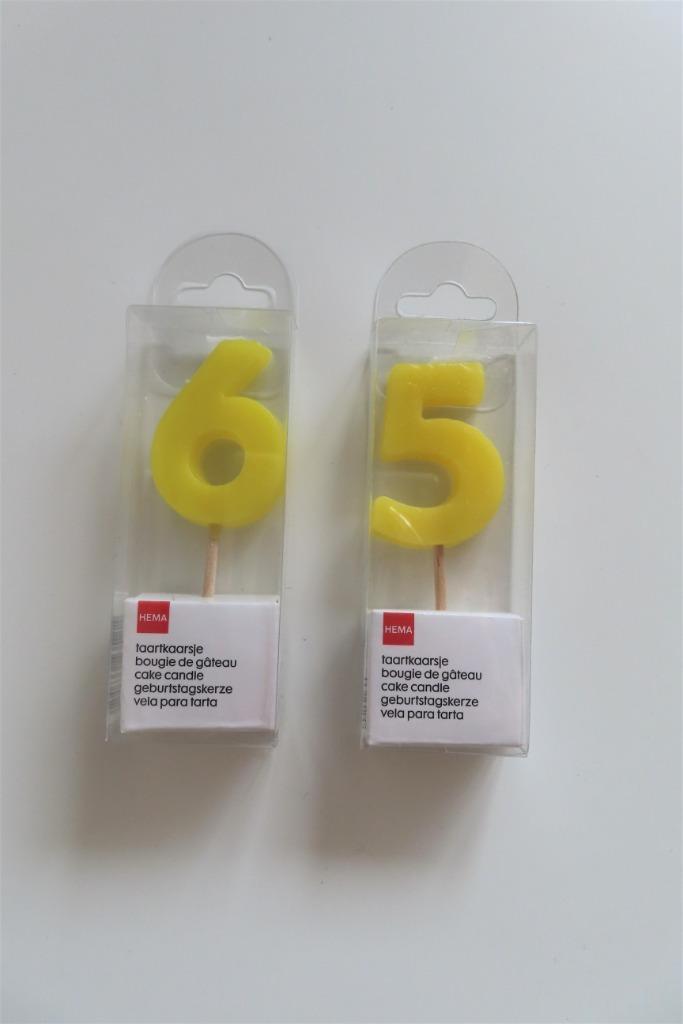 6
HEMA
taartkaarsje
bougie de gâteau
cake candle
geburtstagskerze
vela para tarta
5
HEMA
taartkaarsje
bougie de gâteau
cake candle
geburtstagskerze
vela para tarta